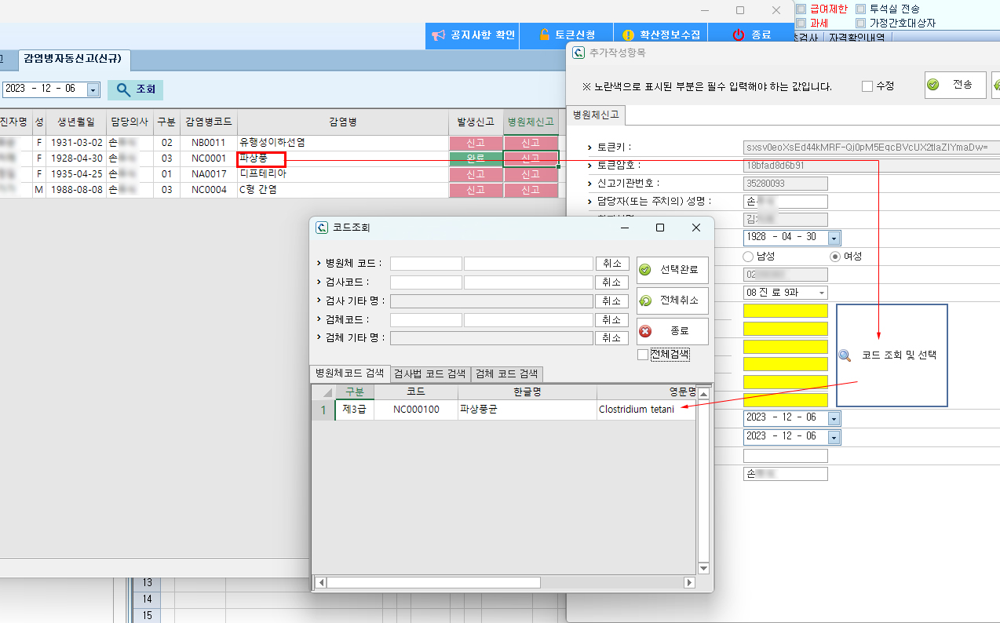 급여제한 투석실 전송
과세 가정간호대상자
공지사항 확인 토큰신청 확산정보수집 종료
자격확인내역
감염병자동신고(신규)
2023 - 12 - 06 조회
진자명 성 생년월일 담당의사 구분 감염병코드 감염병 발생신고 병원체신고
F 1931-03-02 손 02 NB0011 유행성이하선염 신고 신고
F 1928-04-30 손 03 NC0001 파상풍 완료 신고
F 1935-04-25 손 01 NA0017 디프테리아 신고 신고
M 1988-08-08 손 03 NC0004 C형 간염 신고 신고
추가작성항목
※ 노란색으로 표시된 부분은 필수 입력해야 하는 값입니다. 수정 전송
병원체신고
› 토큰키 : sxsv0eoXsEd44kMRF-Qj0pM5EqcBVcUX2tlaZlYmaDw=
› 토큰암호 : 18bfad8d6b91
› 신고기관번호 : 35280093
› 담당자(또는 주치의) 성명 : 손
김
1928 - 04 - 30
남성 여성
02
08 진 료 9과
코드 조회 및 선택
2023 - 12 - 06
2023 - 12 - 06
손
코드조회
› 병원체 코드 : 취소 선택완료
› 검사코드 : 취소
› 검사 기타 명 : 취소 전체취소
› 검체코드 : 취소
› 검체 기타 명 : 취소 종료
전체검색
병원체코드 검색 검사법 코드 검색 검체 코드 검색
구분 코드 한글명 영문명
1 제3급 NC000100 파상풍균 Clostridium tetani
13
14
15